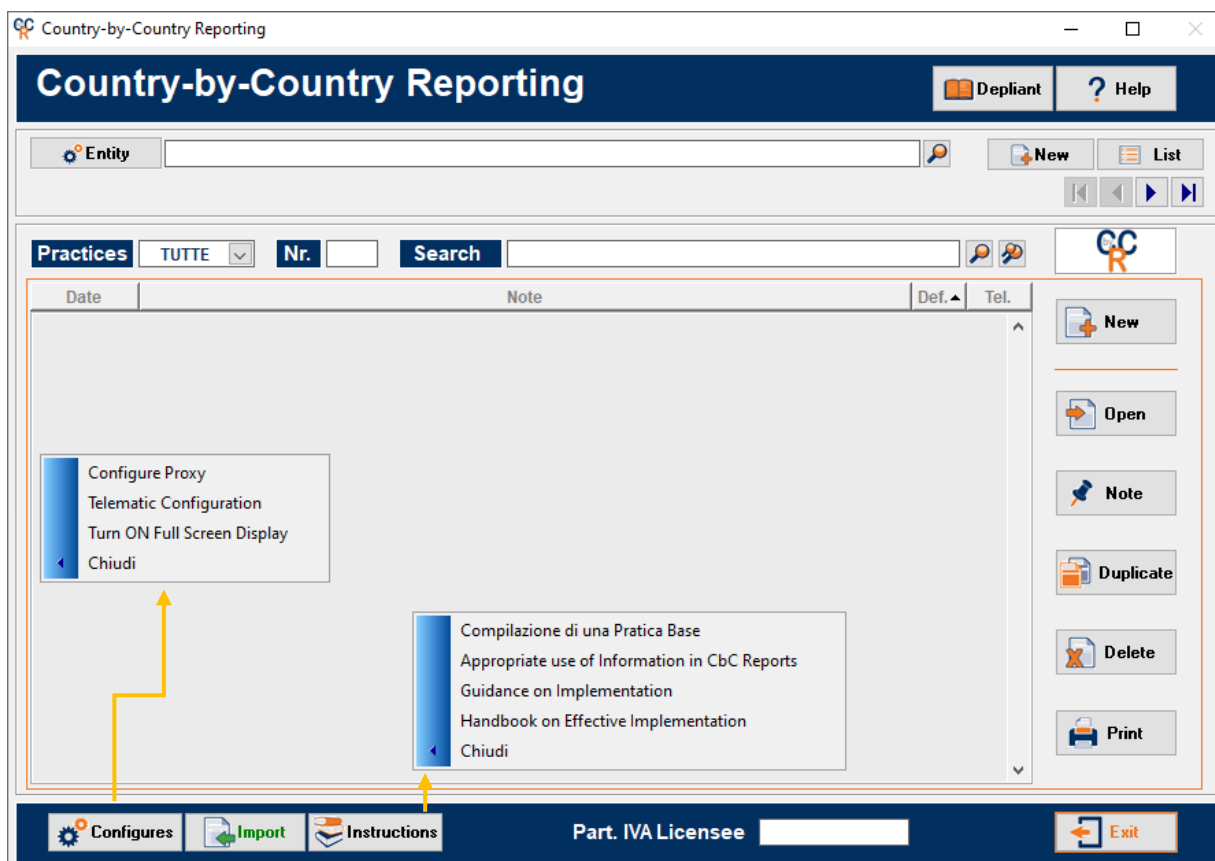 Country-by-Country Reporting
Country-by-Country Reporting
Depliant
? Help
Entity
New
List
Practices TUTTE Nr. Search
CbyC
R
Date Note Def. Tel.
New
Open
Configure Proxy
Telematic Configuration
Turn ON Full Screen Display
Chiudi
Note
Duplicate
Compilazione di una Pratica Base
Appropriate use of Information in CbC Reports
Guidance on Implementation
Handbook on Effective Implementation
Chiudi
Delete
Print
Configures Import Instructions Part. IVA Licensee Exit